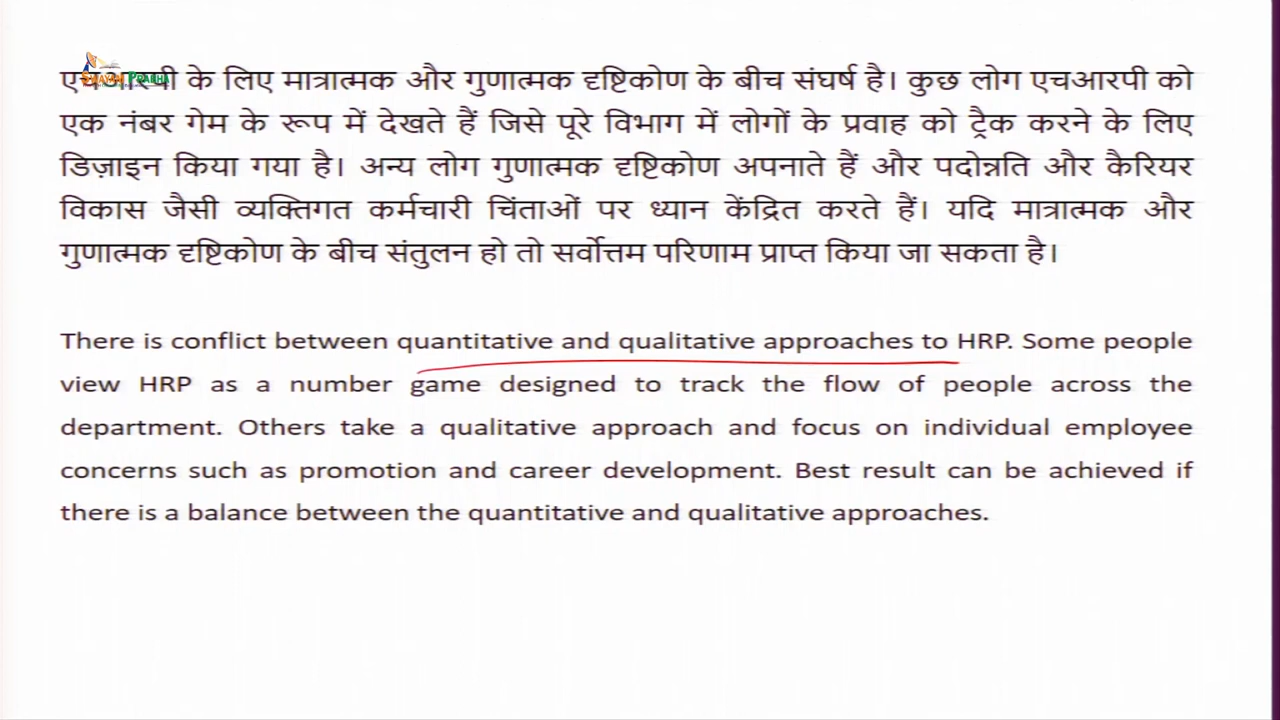 SWAYAM PRABHA
के लिए मात्रात्मक और गुणात्मक दृष्टिकोण के बीच संघर्ष है। कुछ लोग एचआरपी को
एक नंबर गेम के रूप में देखते हैं जिसे पूरे विभाग में लोगों के प्रवाह को ट्रैक करने के लिए
डिज़ाइन किया गया है। अन्य लोग गुणात्मक दृष्टिकोण अपनाते हैं और पदोन्नति और कैरियर
विकास जैसी व्यक्तिगत कर्मचारी चिंताओं पर ध्यान केंद्रित करते हैं। यदि मात्रात्मक और
गुणात्मक दृष्टिकोण के बीच संतुलन हो तो सर्वोत्तम परिणाम प्राप्त किया जा सकता है।
There is conflict between quantitative and qualitative approaches to HRP. Some people
view HRP as a number game designed to track the flow of people across the
department. Others take a qualitative approach and focus on individual employee
concerns such as promotion and career development. Best result can be achieved if
there is a balance between the quantitative and qualitative approaches.